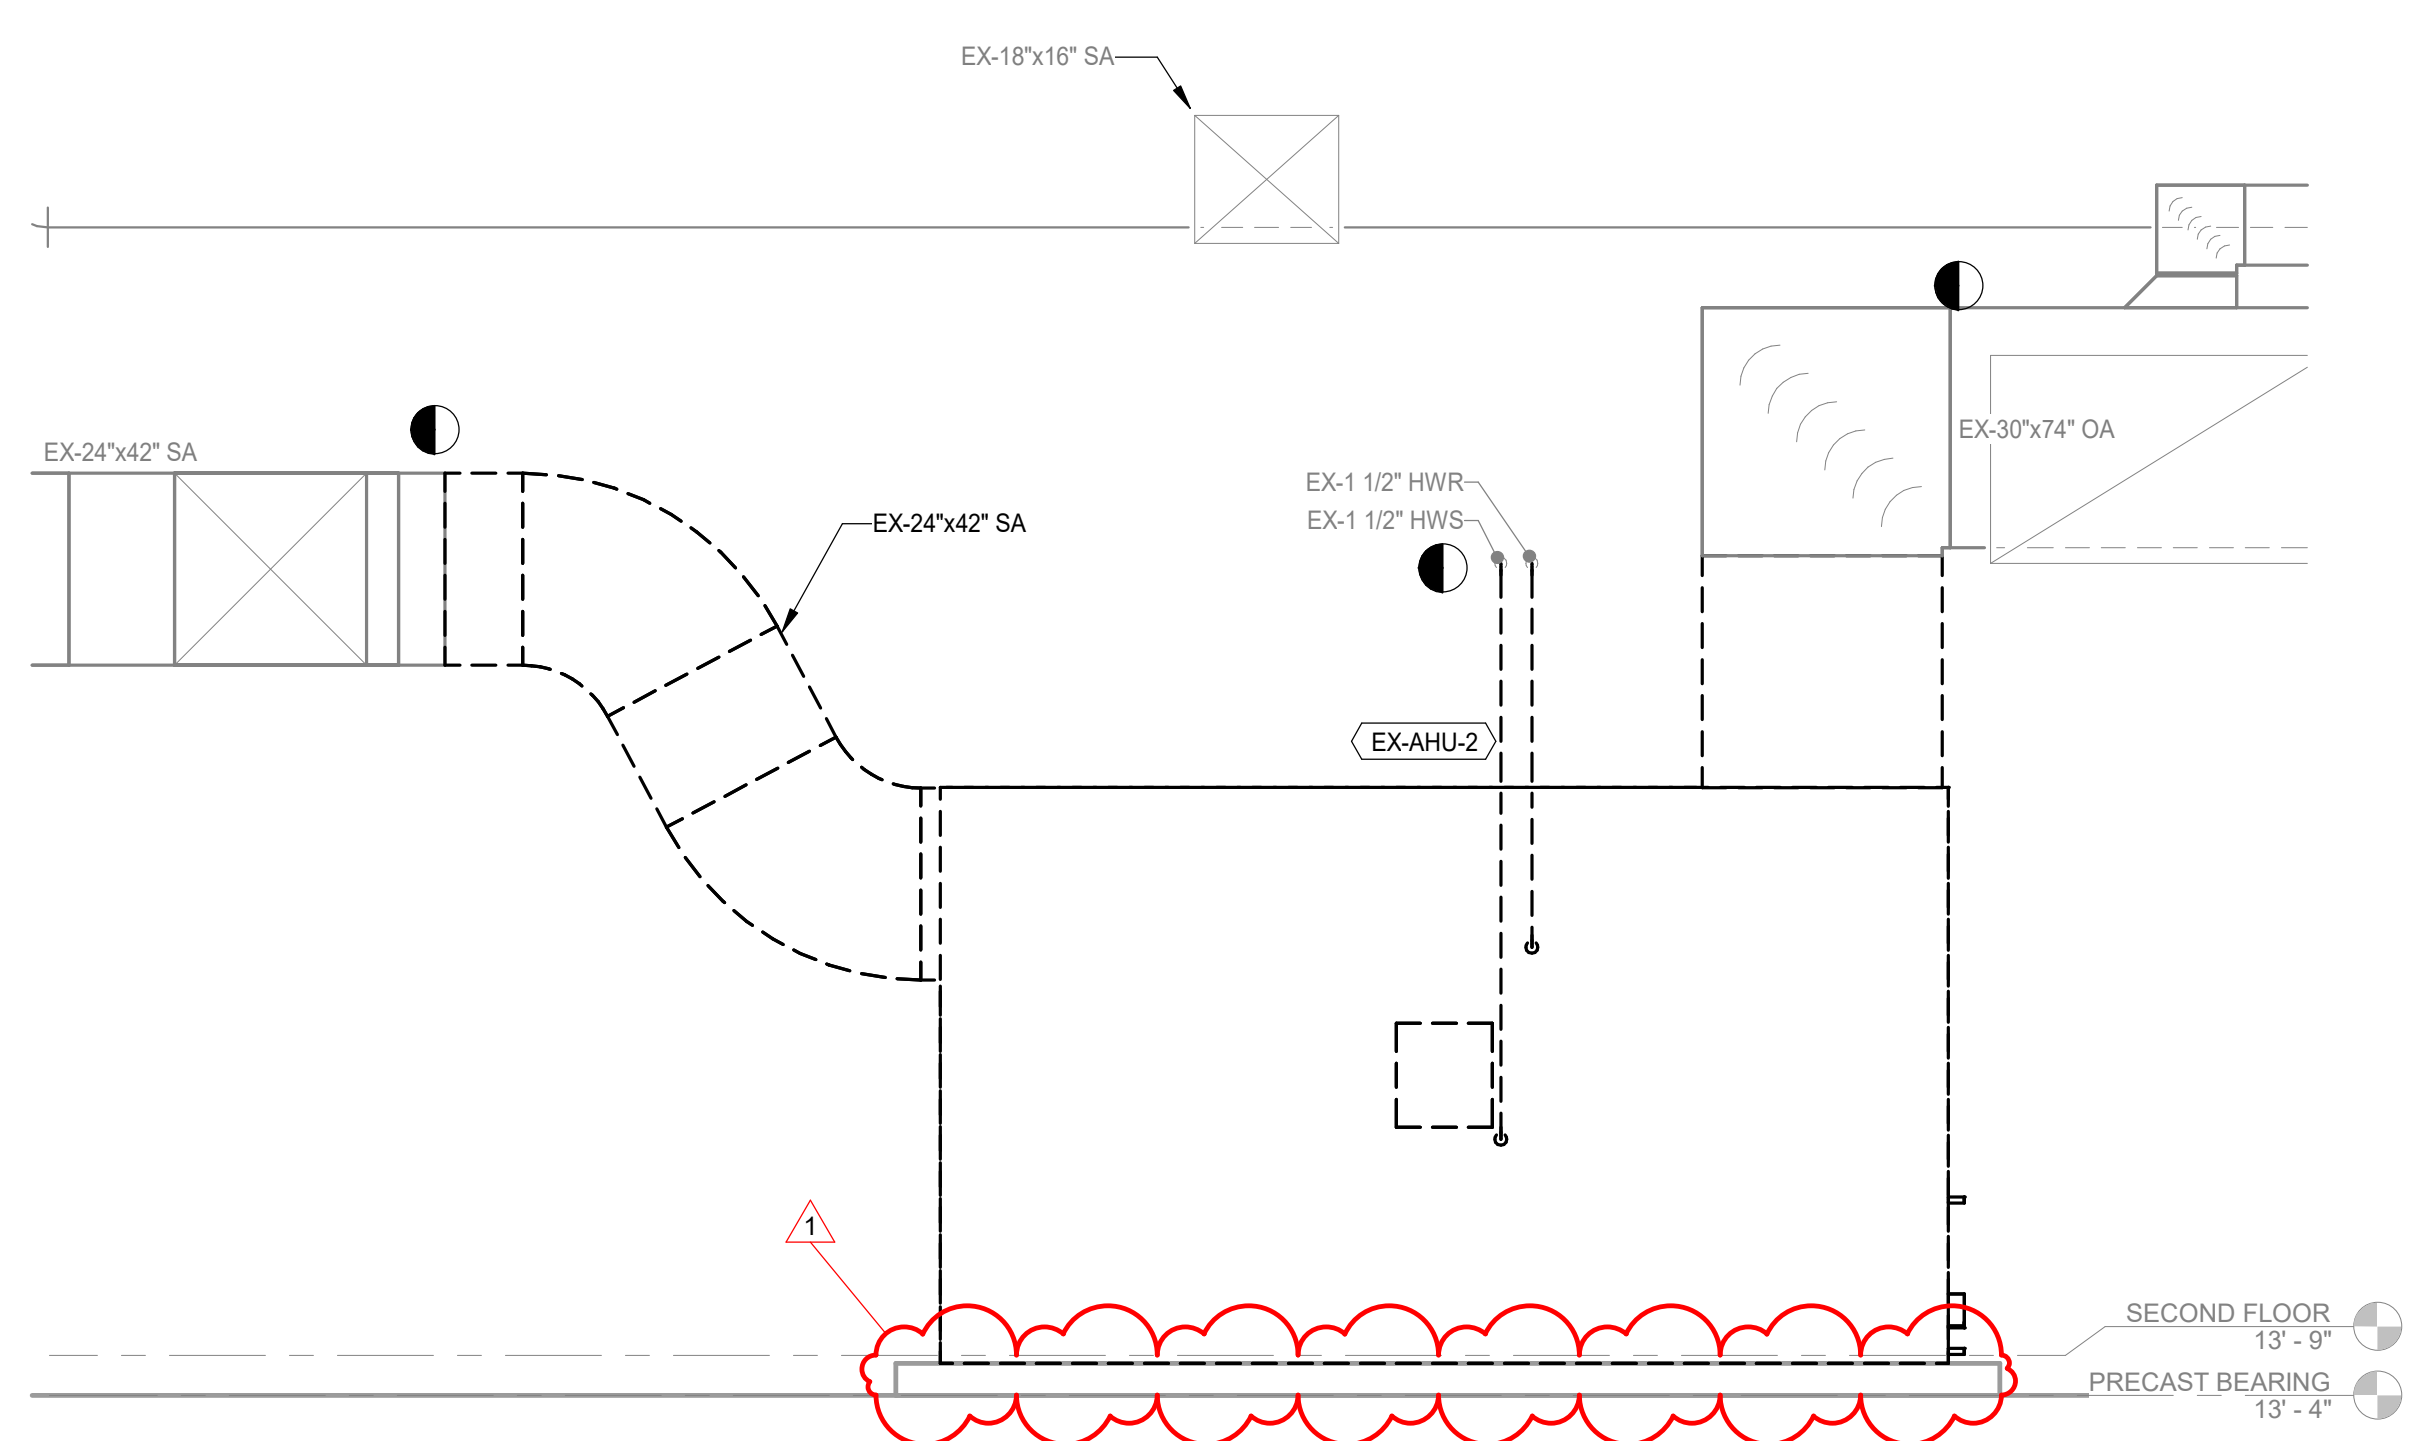 EX-18"x16" SA
EX-24"x42" SA
EX-30"x74" OA
EX-1 1/2" HWR
EX-1 1/2" HWS
EX-24"x42" SA
EX-AHU-2
1
SECOND FLOOR
13' - 9"
PRECAST BEARING
13' - 4"